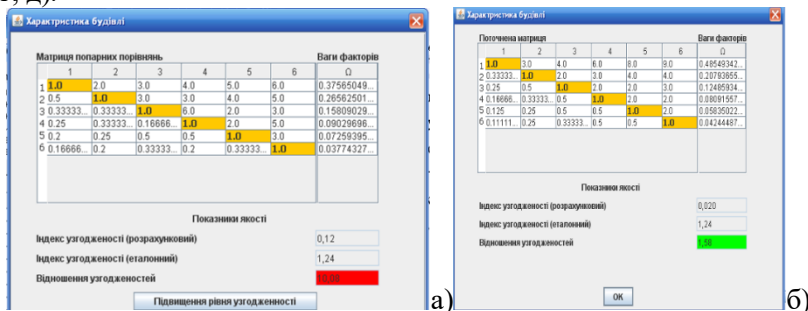 Характристика будівлі
Матриця попарних порівнянь Ваги факторів
1 2 3 4 5 6 Ω
1 1.0 2.0 3.0 4.0 5.0 6.0 0.37565049...
2 0.5 1.0 3.0 3.0 4.0 5.0 0.26562501...
3 0.33333... 0.33333... 1.0 6.0 2.0 3.0 0.15809029...
4 0.25 0.33333... 0.16666... 1.0 2.0 5.0 0.09029696...
5 0.2 0.25 0.5 0.5 1.0 3.0 0.07259395...
6 0.16666... 0.2 0.33333... 0.2 0.33333... 1.0 0.03774327...
Показники якості
Індекс узгодженості (розрахунковий) 0,12
Індекс узгодженості (еталонний) 1,24
Відношення узгодженостей
Підвищення рівня узгодженності
а)
Характристика будівлі
Поточнена матриця Ваги факторів
1 2 3 4 5 6 Ω
1 1.0 3.0 4.0 6.0 8.0 9.0 0.48549342...
2 0.33333... 1.0 2.0 3.0 4.0 4.0 0.20793655...
3 0.25 0.5 1.0 2.0 2.0 3.0 0.12485934...
4 0.16666... 0.33333... 0.5 1.0 2.0 2.0 0.08091557...
5 0.125 0.25 0.5 0.5 1.0 2.0 0.05835022...
6 0.11111... 0.25 0.33333... 0.5 0.5 1.0 0.04244487...
Показники якості
Індекс узгодженості (розрахунковий) 0,020
Індекс узгодженості (еталонний) 1,24
Відношення узгодженостей 1,58
ОК
б)